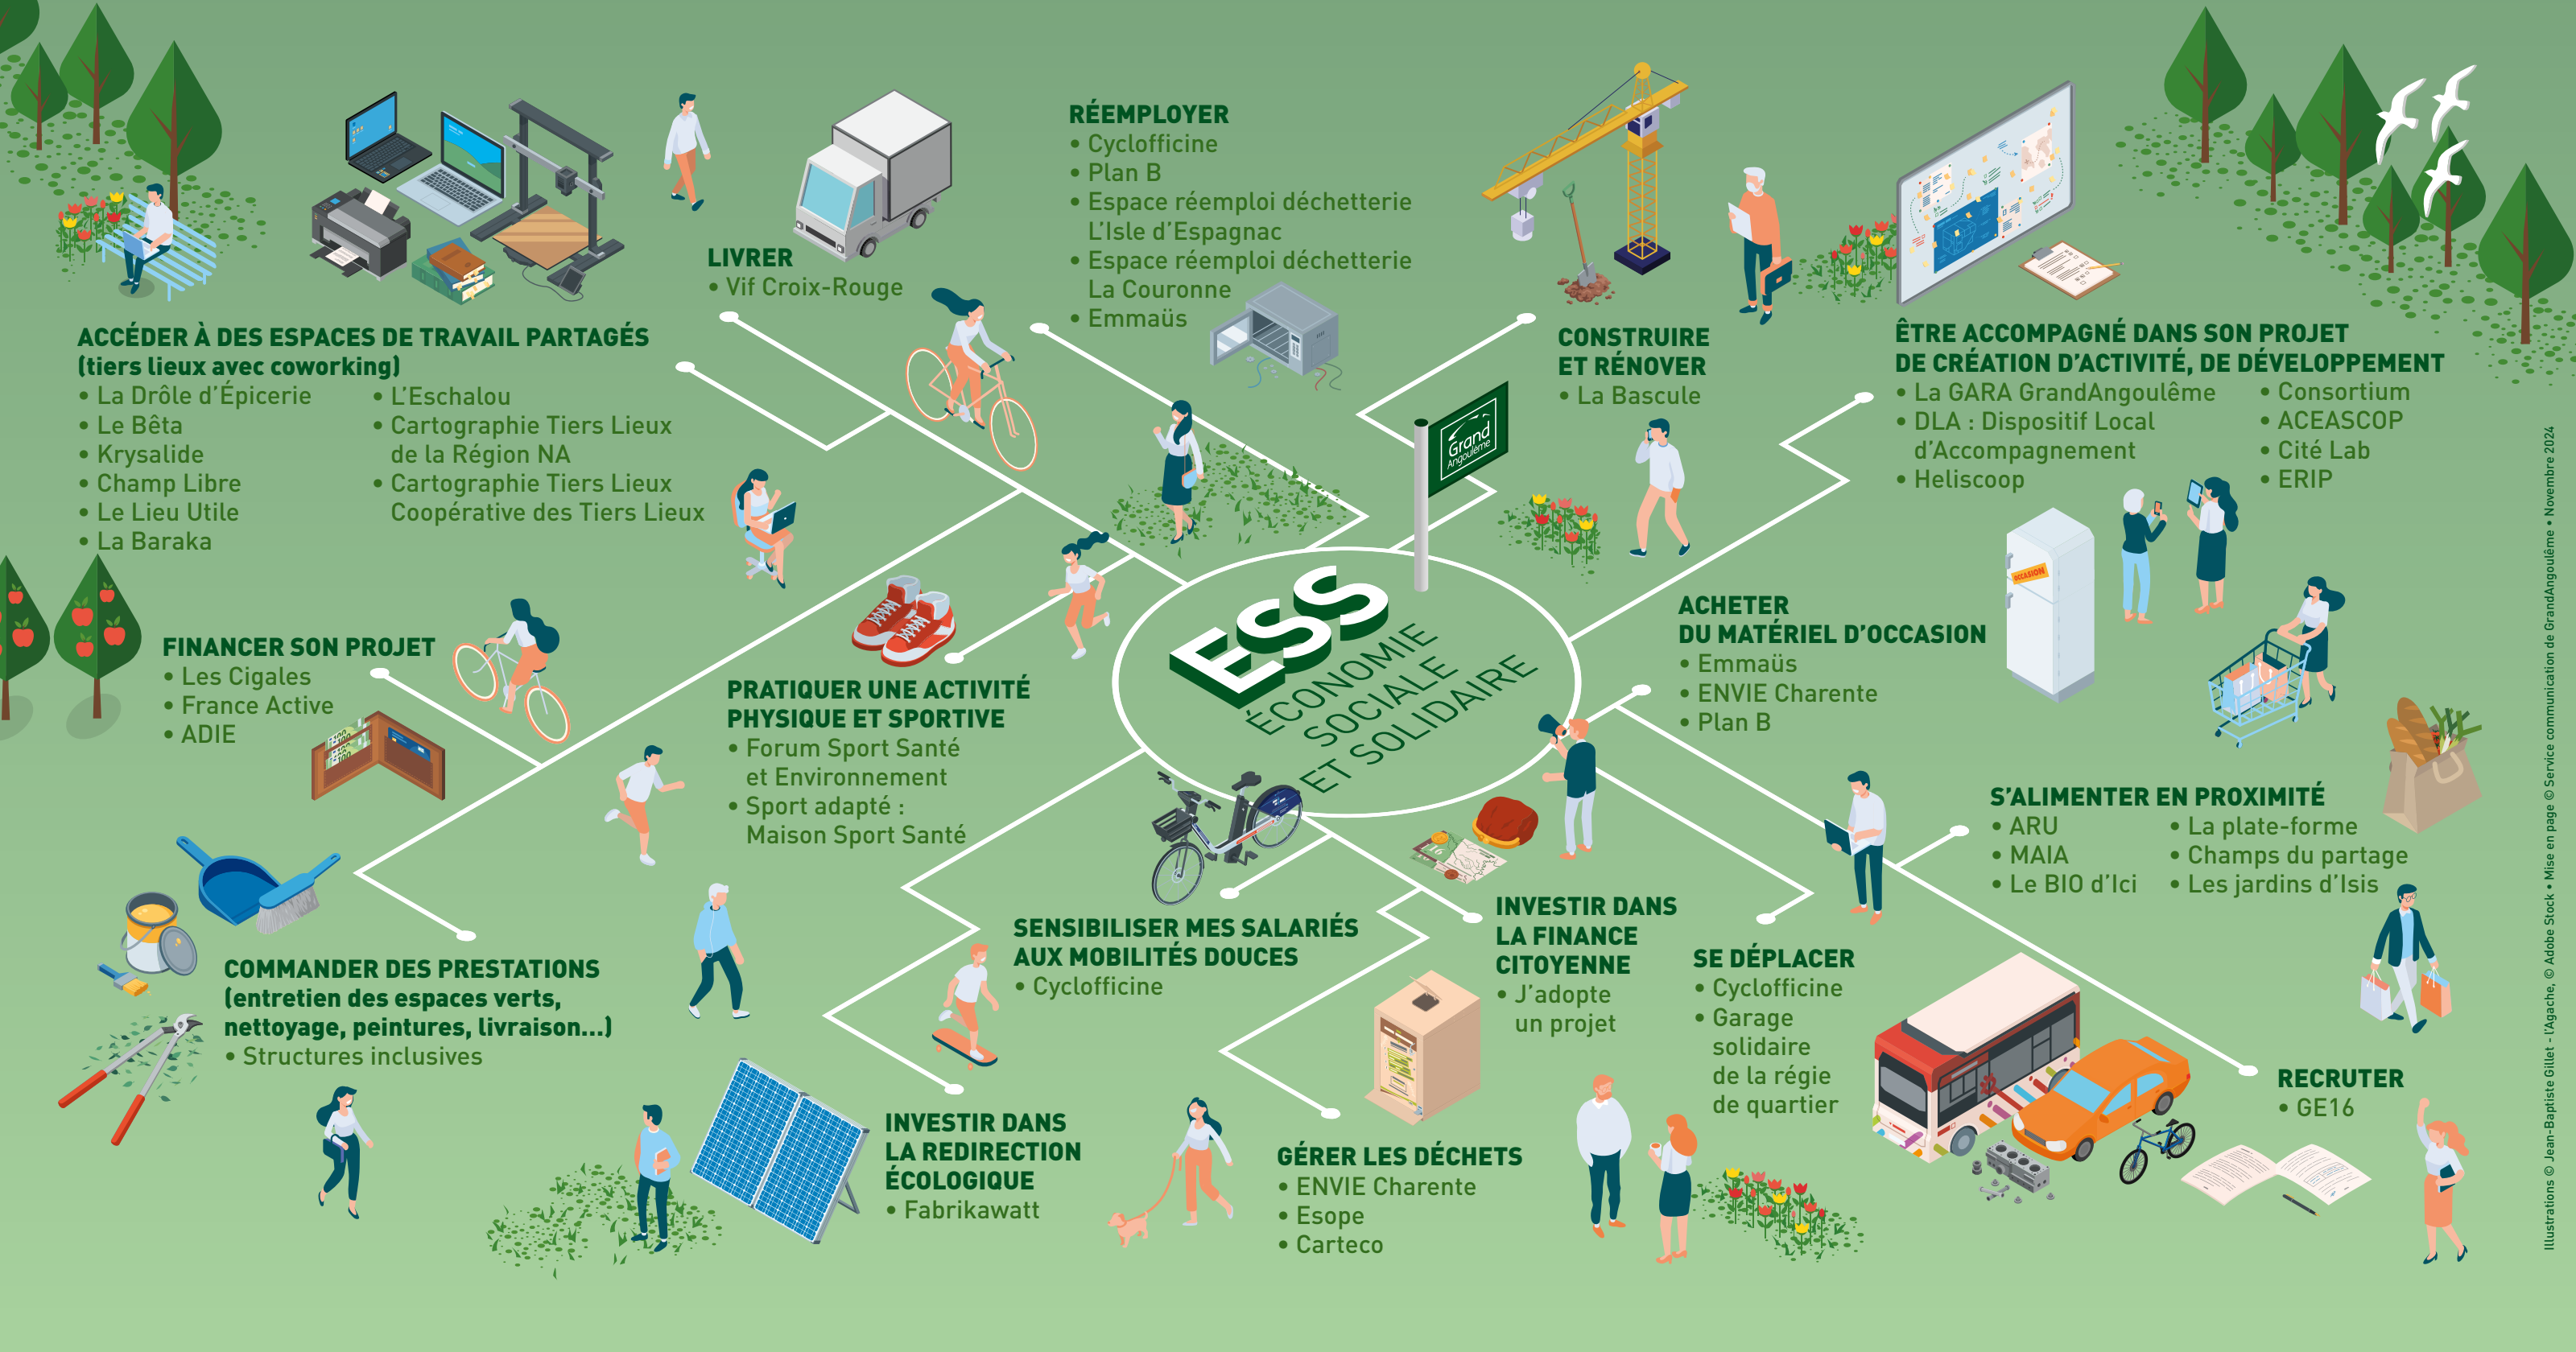 RÉEMPLOYER
• Cyclofficine
• Plan B
• Espace réemploi déchetterie
L'Isle d'Espagnac
• Espace réemploi déchetterie
La Couronne
• Emmaüs
LIVRER
• Vif Croix-Rouge
ACCÉDER À DES ESPACES DE TRAVAIL PARTAGÉS
(tiers lieux avec coworking)
• La Drôle d'Épicerie
• Le Bêta
• Krysalide
• Champ Libre
• Le Lieu Utile
• La Baraka
• L'Eschalou
• Cartographie Tiers Lieux
de la Région NA
• Cartographie Tiers Lieux
Coopérative des Tiers Lieux
CONSTRUIRE
ET RÉNOVER
• La Bascule
ÊTRE ACCOMPAGNÉ DANS SON PROJET
DE CRÉATION D'ACTIVITÉ, DE DÉVELOPPEMENT
• La GARA GrandAngoulême
• DLA : Dispositif Local
d'Accompagnement
• Heliscoop
• Consortium
• ACEASCOP
• Cité Lab
• ERIP
Grand
Angoulême
ESS
ÉCONOMIE
SOCIALE
ET SOLIDAIRE
OCCASION
FINANCER SON PROJET
• Les Cigales
• France Active
• ADIE
PRATIQUER UNE ACTIVITÉ
PHYSIQUE ET SPORTIVE
• Forum Sport Santé
et Environnement
• Sport adapté :
Maison Sport Santé
ACHETER
DU MATÉRIEL D'OCCASION
• Emmaüs
• ENVIE Charente
• Plan B
S'ALIMENTER EN PROXIMITÉ
• ARU
• MAIA
• Le BIO d'Ici
• La plate-forme
• Champs du partage
• Les jardins d'Isis
COMMANDER DES PRESTATIONS
(entretien des espaces verts,
nettoyage, peintures, livraison...)
• Structures inclusives
SENSIBILISER MES SALARIÉS
AUX MOBILITÉS DOUCES
• Cyclofficine
INVESTIR DANS
LA FINANCE
CITOYENNE
• J'adopte
un projet
SE DÉPLACER
• Cyclofficine
• Garage
solidaire
de la régie
de quartier
INVESTIR DANS
LA REDIRECTION
ÉCOLOGIQUE
• Fabrikawatt
GÉRER LES DÉCHETS
• ENVIE Charente
• Esope
• Carteco
RECRUTER
• GE16
Illustrations © Jean-Baptiste Gillet - l'Agache, © Adobe Stock • Mise en page © Service communication de GrandAngoulême • Novembre 2024